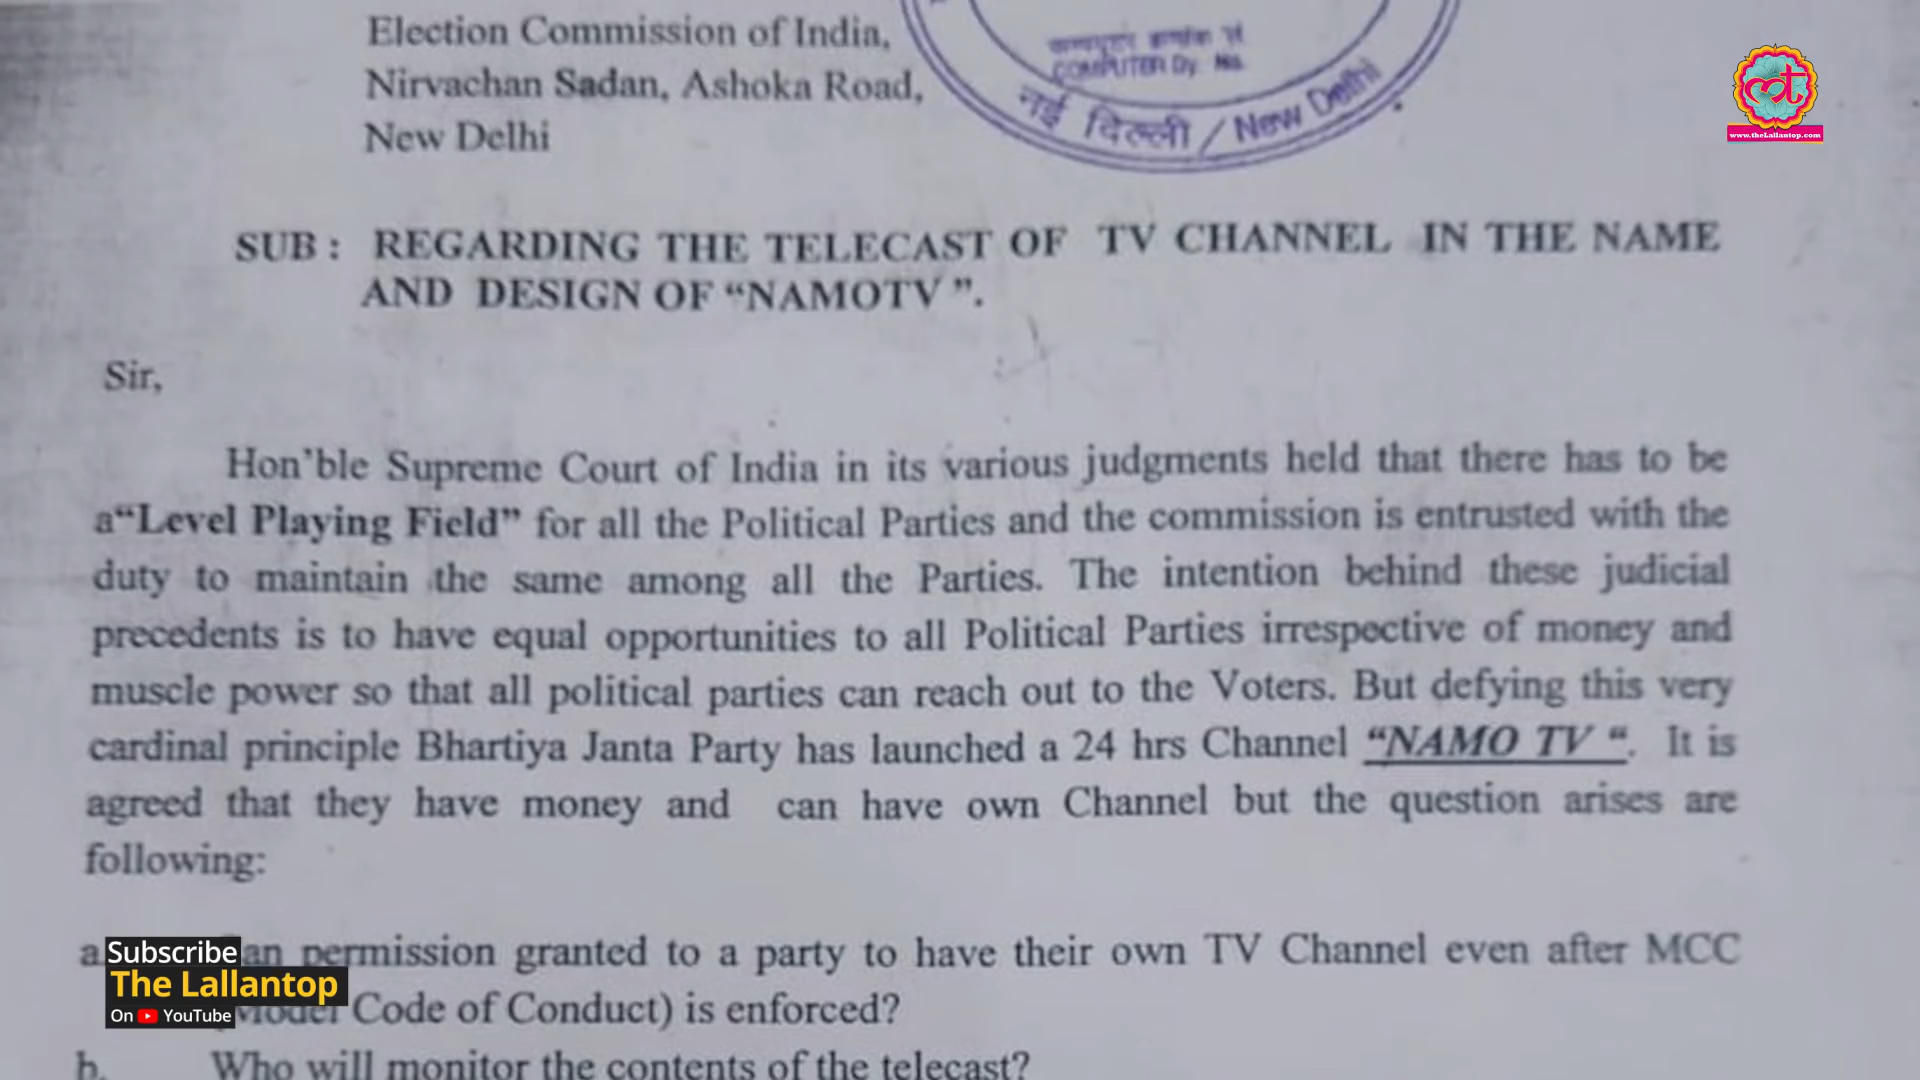 Election Commission of India,
Nirvachan Sadan, Ashoka Road,
New Delhi
COMPUTER Dy. No.
नई दिल्ली / New Delhi
www.theLallantop.com
SUB : REGARDING THE TELECAST OF TV CHANNEL IN THE NAME
AND DESIGN OF “NAMOTV ”.
Sir,
Hon’ble Supreme Court of India in its various judgments held that there has to be
a“Level Playing Field” for all the Political Parties and the commission is entrusted with the
duty to maintain the same among all the Parties. The intention behind these judicial
precedents is to have equal opportunities to all Political Parties irrespective of money and
muscle power so that all political parties can reach out to the Voters. But defying this very
cardinal principle Bhartiya Janta Party has launched a 24 hrs Channel “NAMO TV “. It is
agreed that they have money and can have own Channel but the question arises are
following:
a. permission granted to a party to have their own TV Channel even after MCC
Code of Conduct) is enforced?
b. Who will monitor the contents of the telecast?
Subscribe
The Lallantop
On YouTube